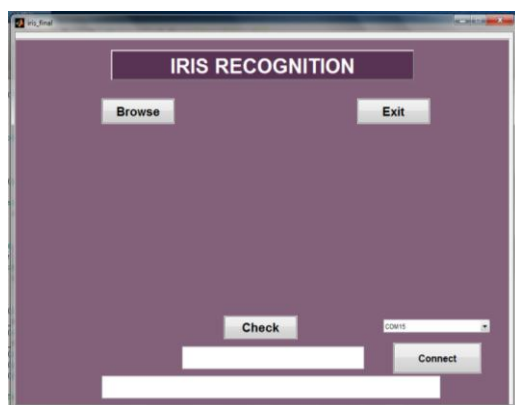 iris_final
IRIS RECOGNITION
Browse
Exit
Check
COM15
Connect